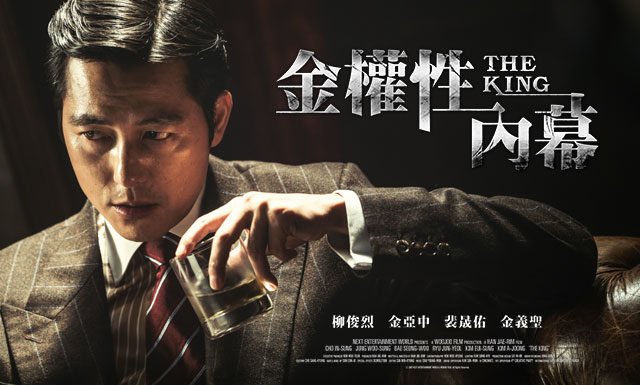 金權性 THE KING
內幕
柳俊烈 金亞中 裴晟佑 金義聖
NEXT ENTERTAINMENT WORLD PRESENTS A WOOJOO FILM PRODUCTION A HAN JAE-RIM FILM
CHO IN-SUNG JUNG WOO-SUNG BAE SEONG-WOO RYU JUN-YEOL KIM EUI-SUNG KIM A-JOONG "THE KING"